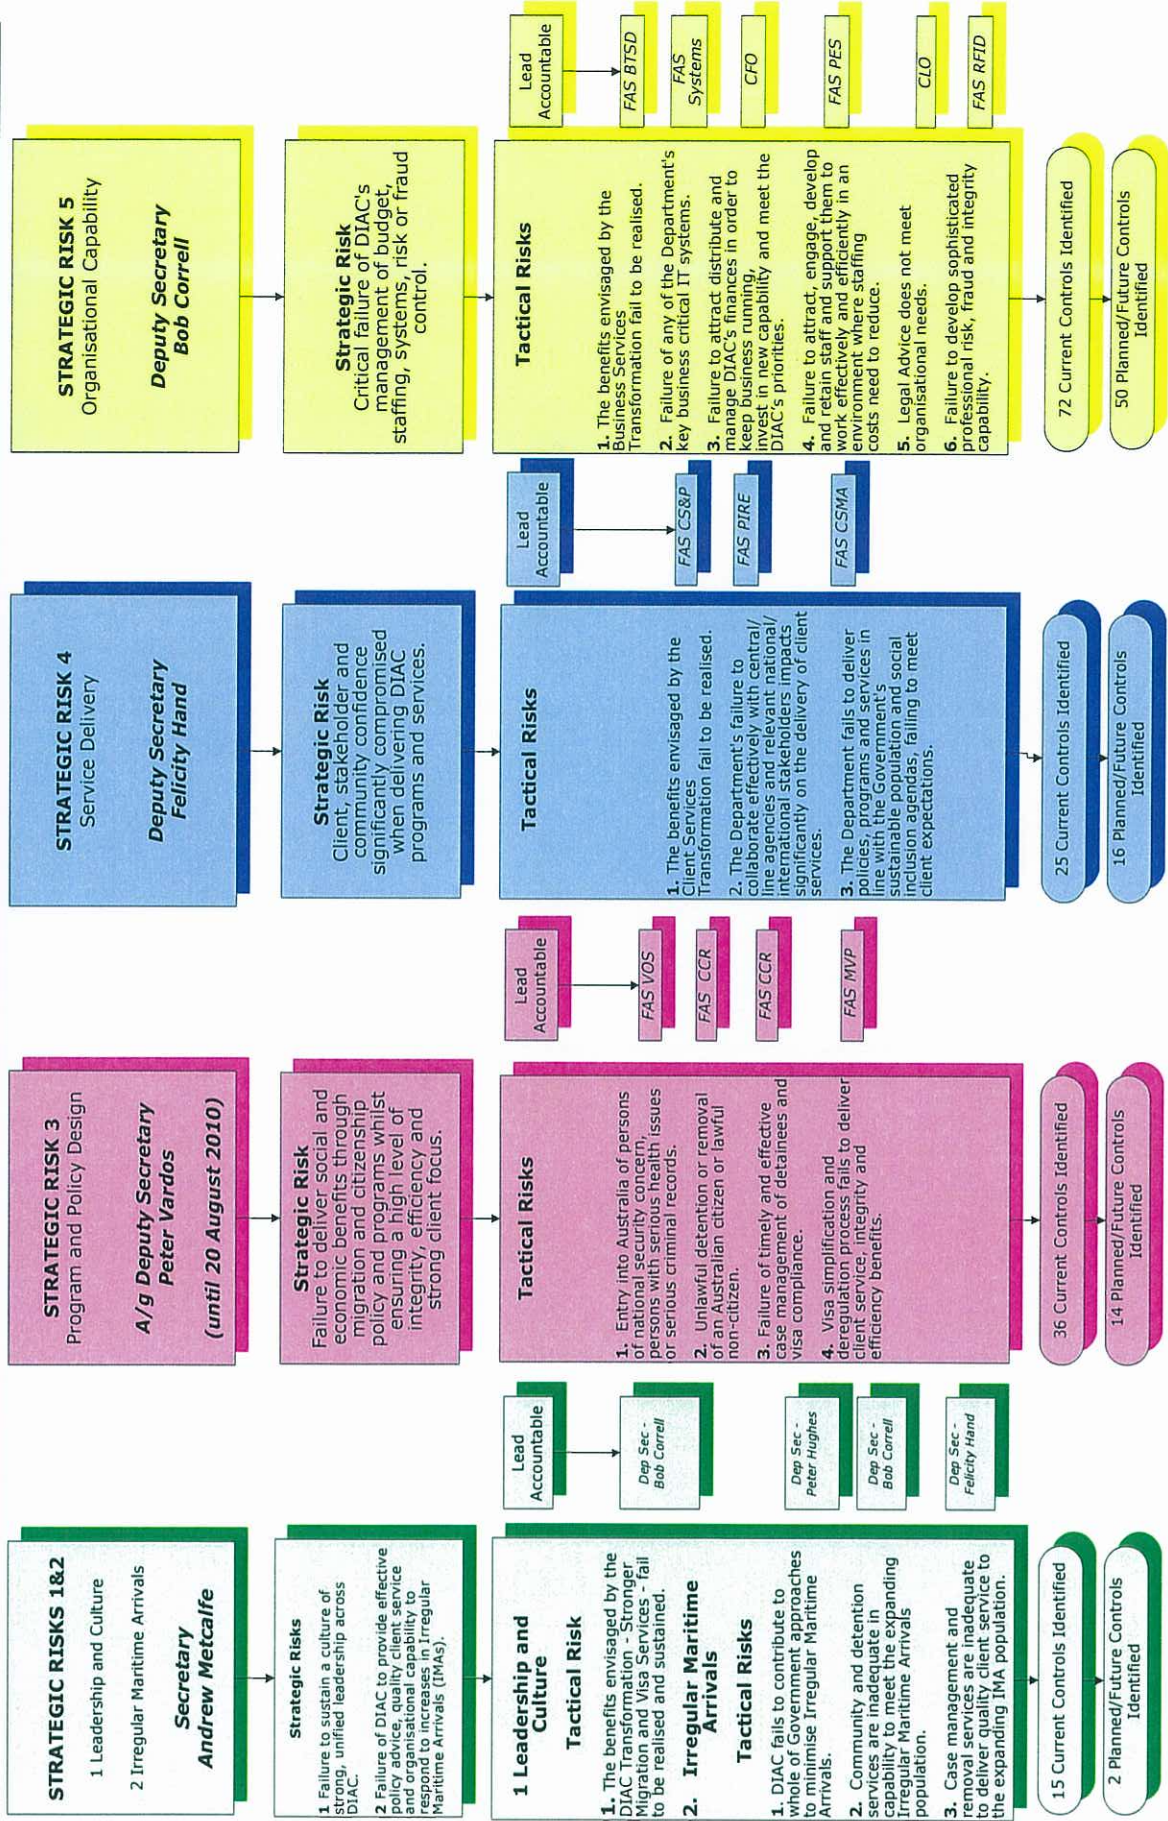 STRATEGIC RISKS 1&2
1 Leadership and Culture
2 Irregular Maritime Arrivals
Secretary
Andrew Metcalfe
Strategic Risks
1 Failure to sustain a culture of
strong, unified leadership across
DIAC.
2 Failure of DIAC to provide effective
policy advice, quality client service
and organisational capability to
respond to increases in Irregular
Maritime Arrivals (IMAs).
1 Leadership and
Culture
Tactical Risk
1. The benefits envisaged by the
DIAC Transformation - Stronger
Migration and Visa Services - fail
to be realised and sustained.
2. Irregular Maritime
Arrivals
Tactical Risks
1. DIAC fails to contribute to
whole of Government approaches
to minimise Irregular Maritime
Arrivals.
2. Community and detention
services are inadequate in
capability to meet the expanding
Irregular Maritime Arrivals
population.
3. Case management and
removal services are inadequate
to deliver quality client service to
the expanding IMA population.
15 Current Controls Identified
2 Planned/Future Controls
Identified
Lead
Accountable
Dep Sec -
Bob Correll
Dep Sec -
Peter Hughes
Dep Sec -
Bob Correll
Dep Sec -
Felicity Hand
STRATEGIC RISK 3
Program and Policy Design
A/g Deputy Secretary
Peter Vardos
(until 20 August 2010)
Strategic Risk
Failure to deliver social and
economic benefits through
migration and citizenship
policy and programs whilst
ensuring a high level of
integrity, efficiency and
strong client focus.
Tactical Risks
1. Entry into Australia of persons
of national security concern,
persons with serious health issues
or serious criminal records.
2. Unlawful detention or removal
of an Australian citizen or lawful
non-citizen.
3. Failure of timely and effective
case management of detainees and
visa compliance.
4. Visa simplification and
deregulation process fails to deliver
client service, integrity and
efficiency benefits.
36 Current Controls Identified
14 Planned/Future Controls
Identified
Lead
Accountable
FAS VOS
FAS CCR
FAS CCR
FAS MVP
STRATEGIC RISK 4
Service Delivery
Deputy Secretary
Felicity Hand
Strategic Risk
Client, stakeholder and
community confidence
significantly compromised
when delivering DIAC
programs and services.
Tactical Risks
1. The benefits envisaged by the
Client Services
Transformation fail to be realised.
2. The Department's failure to
collaborate effectively with central/
line agencies and relevant national/
international stakeholders impacts
significantly on the delivery of client
services.
3. The Department fails to deliver
policies, programs and services in
line with the Government's
sustainable population and social
inclusion agendas, failing to meet
client expectations.
25 Current Controls Identified
16 Planned/Future Controls
Identified
Lead
Accountable
FAS CS&P
FAS PIRE
FAS CSMA
STRATEGIC RISK 5
Organisational Capability
Deputy Secretary
Bob Correll
Strategic Risk
Critical failure of DIAC's
management of budget,
staffing, systems, risk or fraud
control.
Tactical Risks
1. The benefits envisaged by the
Business Services
Transformation fail to be realised.
2. Failure of any of the Department's
key business critical IT systems.
3. Failure to attract distribute and
manage DIAC's finances in order to
keep business running,
invest in new capability and meet the
DIAC's priorities.
4. Failure to attract, engage, develop
and retain staff and support them to
work effectively and efficiently in an
environment where staffing
costs need to reduce.
5. Legal Advice does not meet
organisational needs.
6. Failure to develop sophisticated
professional risk, fraud and integrity
capability.
72 Current Controls Identified
50 Planned/Future Controls
Identified
Lead
Accountable
FAS BTSD
FAS
Systems
CFO
FAS PES
CLO
FAS RFID